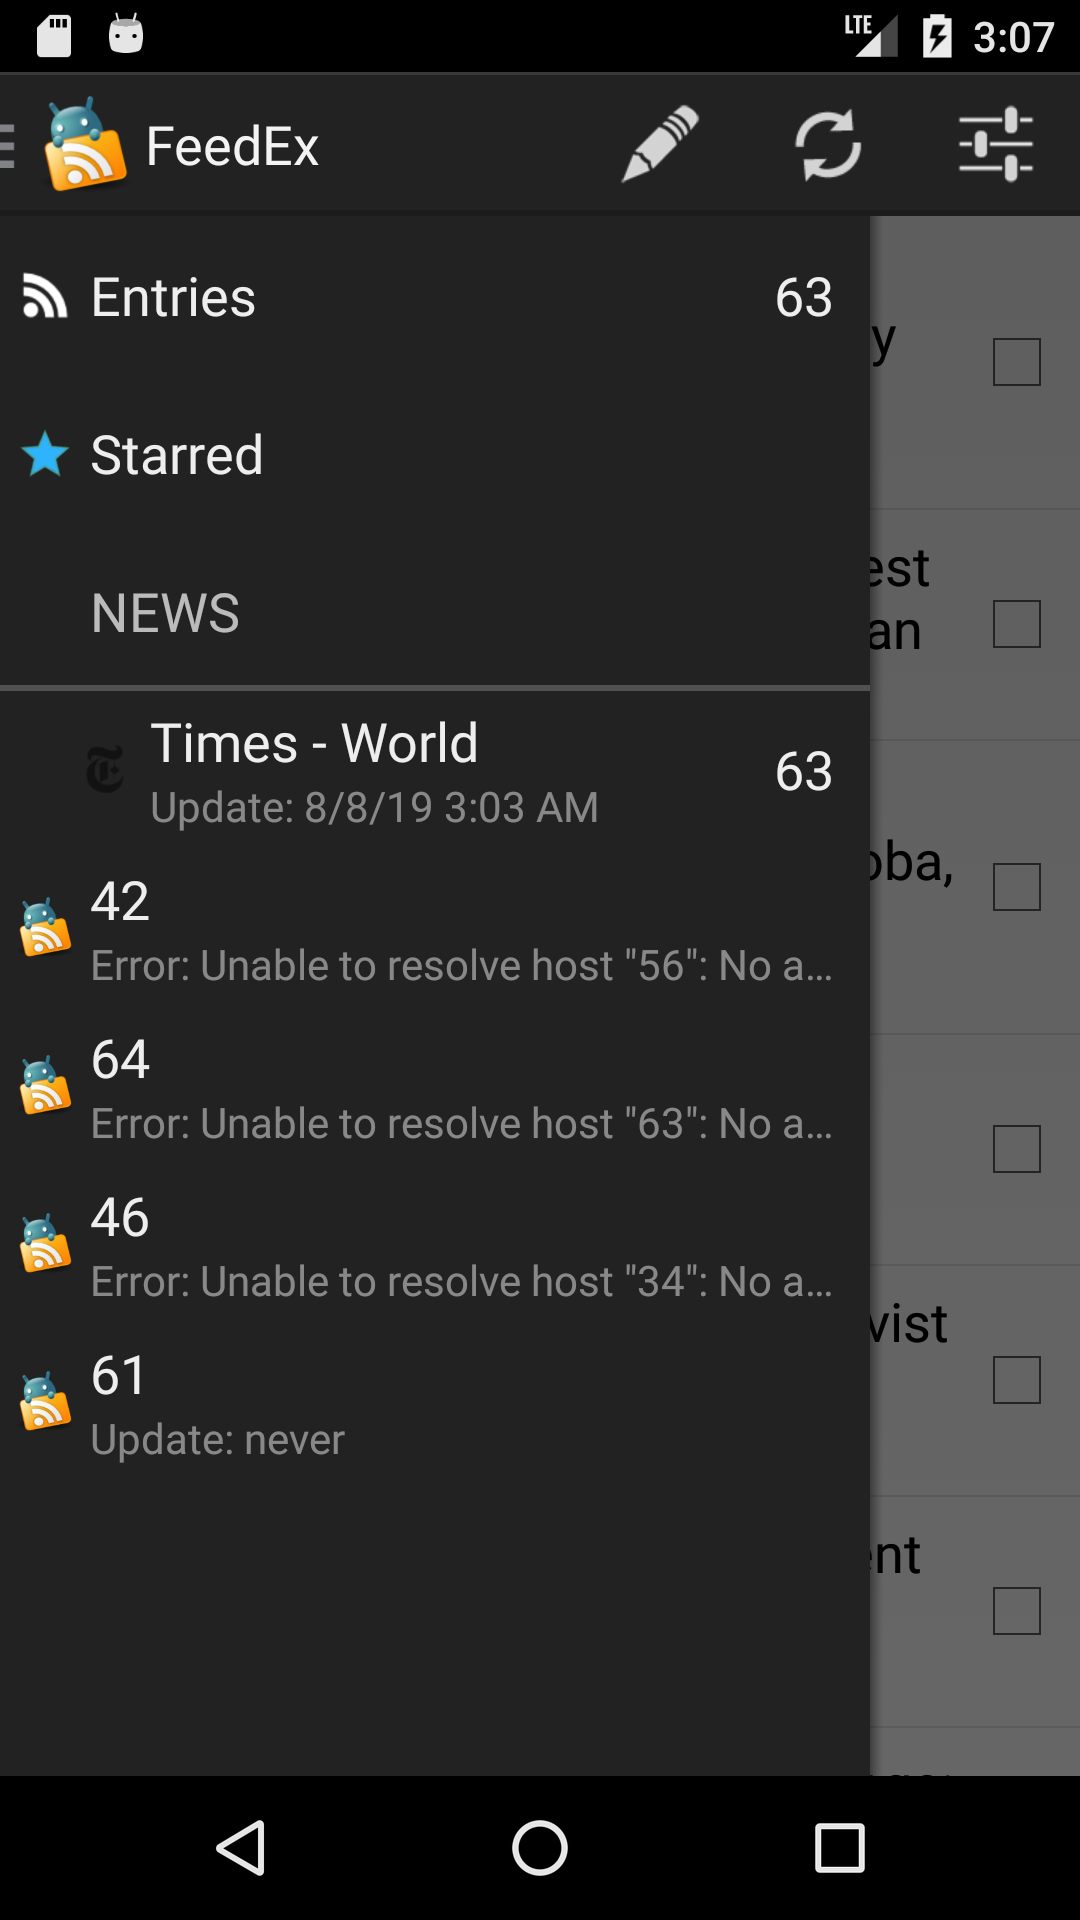 LTE 3:07
FeedEx
Entries 63
y
Starred
est
an
NEWS
Times - World 63
Update: 8/8/19 3:03 AM
oba,
42
Error: Unable to resolve host "56": No a...
64
Error: Unable to resolve host "63": No a...
46
Error: Unable to resolve host "34": No a...
vist
61
Update: never
ent